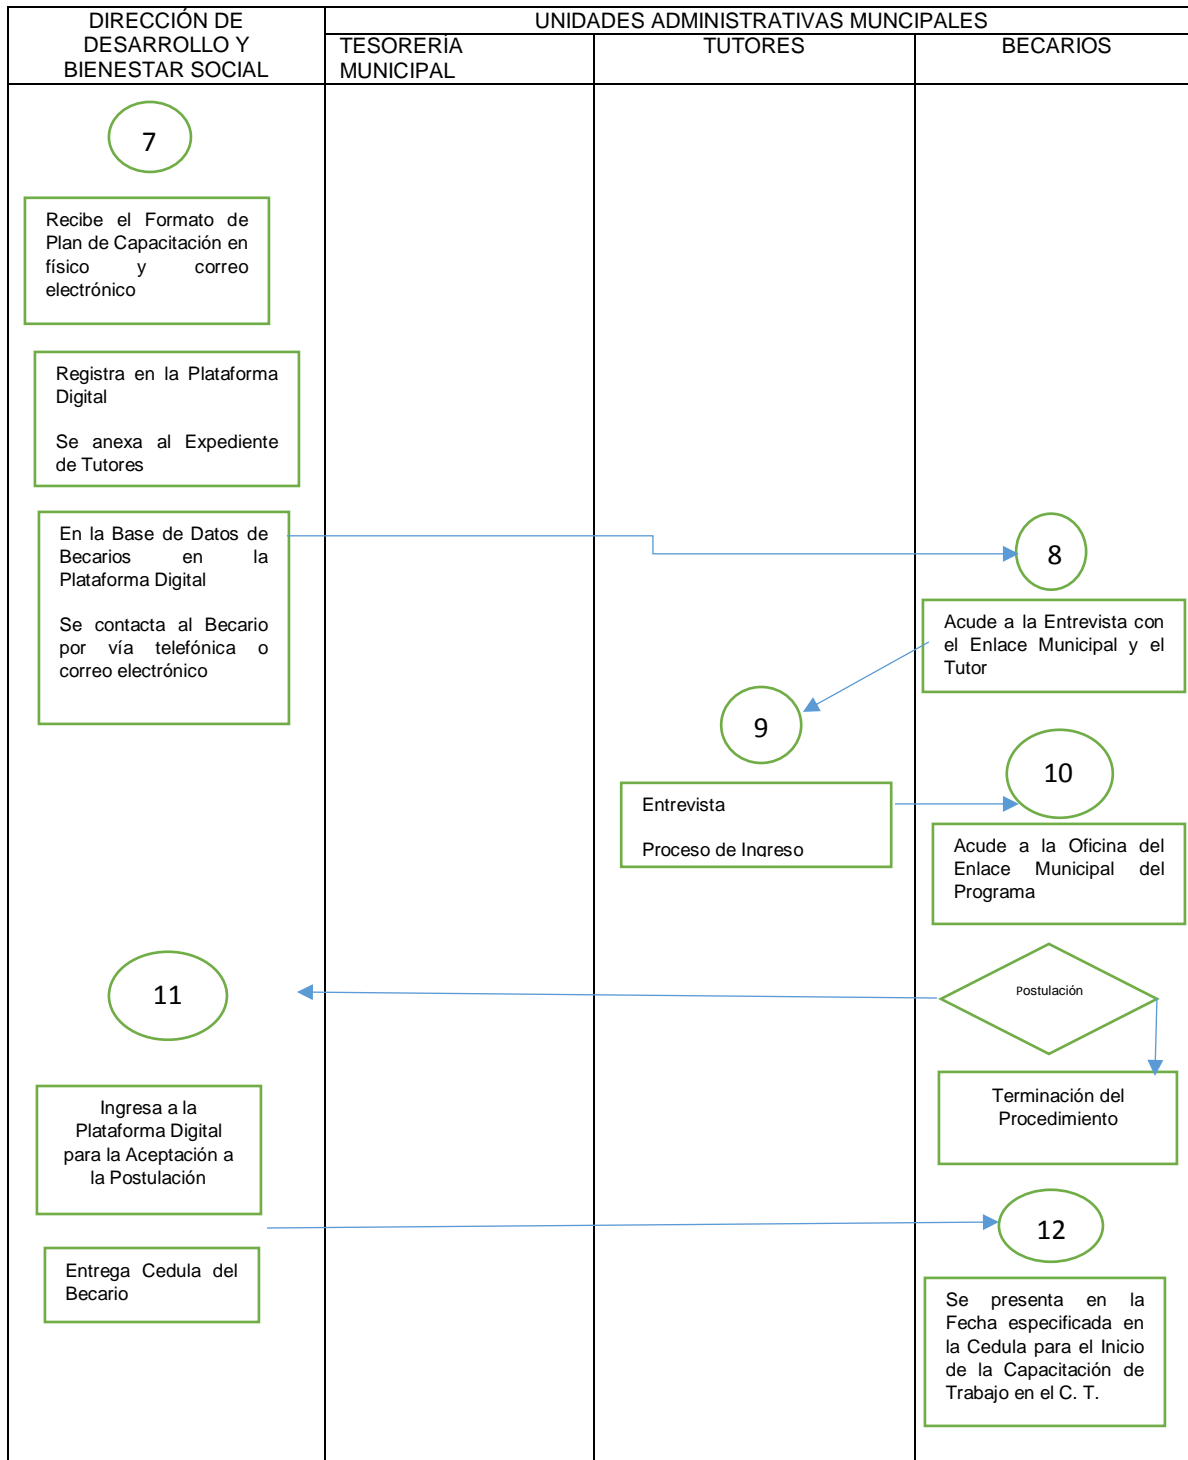 DIRECCIÓN DE
DESARROLLO Y
BIENESTAR SOCIAL
UNIDADES ADMINISTRATIVAS MUNCIPALES
TESORERÍA
MUNICIPAL
TUTORES
BECARIOS
7
Recibe el Formato de
Plan de Capacitación en
físico y correo
electrónico
Registra en la Plataforma
Digital
Se anexa al Expediente
de Tutores
En la Base de Datos de
Becarios en la
Plataforma Digital
Se contacta al Becario
por vía telefónica o
correo electrónico
8
Acude a la Entrevista con
el Enlace Municipal y el
Tutor
9
Entrevista
Proceso de Ingreso
10
Acude a la Oficina del
Enlace Municipal del
Programa
Postulación
Terminación del
Procedimiento
11
Ingresa a la
Plataforma Digital
para la Aceptación a
la Postulación
Entrega Cedula del
Becario
12
Se presenta en la
Fecha especificada en
la Cedula para el Inicio
de la Capacitación de
Trabajo en el C. T.